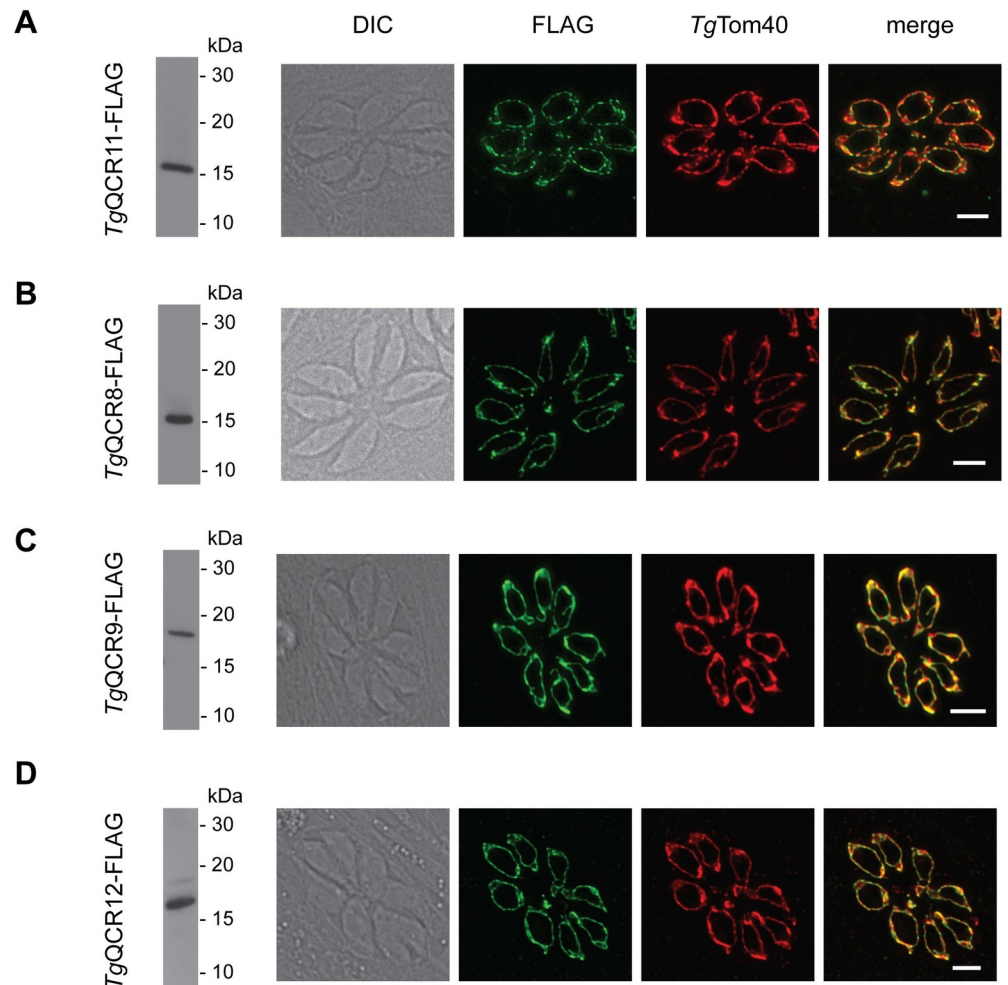 A
DIC FLAG TgTom40 merge
kDa
TgQCR11-FLAG
- 30
- 20
- 15
- 10
B
kDa
TgQCR8-FLAG
- 30
- 20
- 15
- 10
C
kDa
TgQCR9-FLAG
- 30
- 20
- 15
- 10
D
kDa
TgQCR12-FLAG
- 30
- 20
- 15
- 10